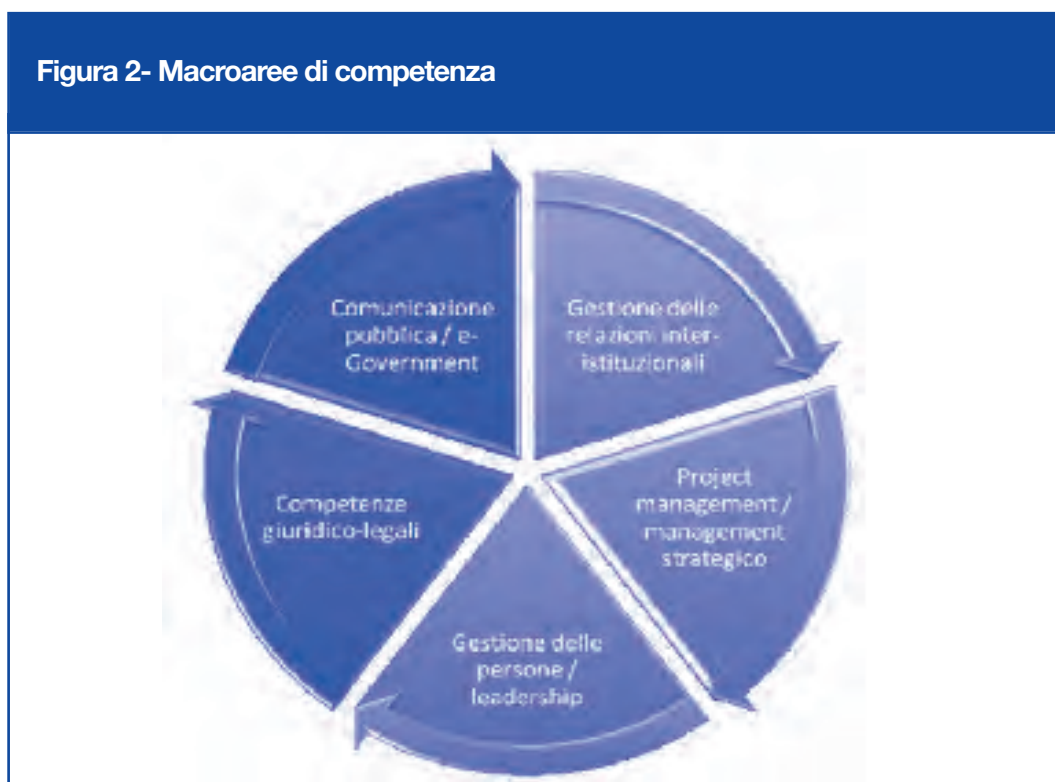 Figura 2- Macroaree di competenza
Comunicazione
pubblica / e-
Government
Gestione delle
relazioni inter-
istituzionali
Project
management /
management
strategico
Gestione delle
persone /
leadership
Competenze
giuridico-legali